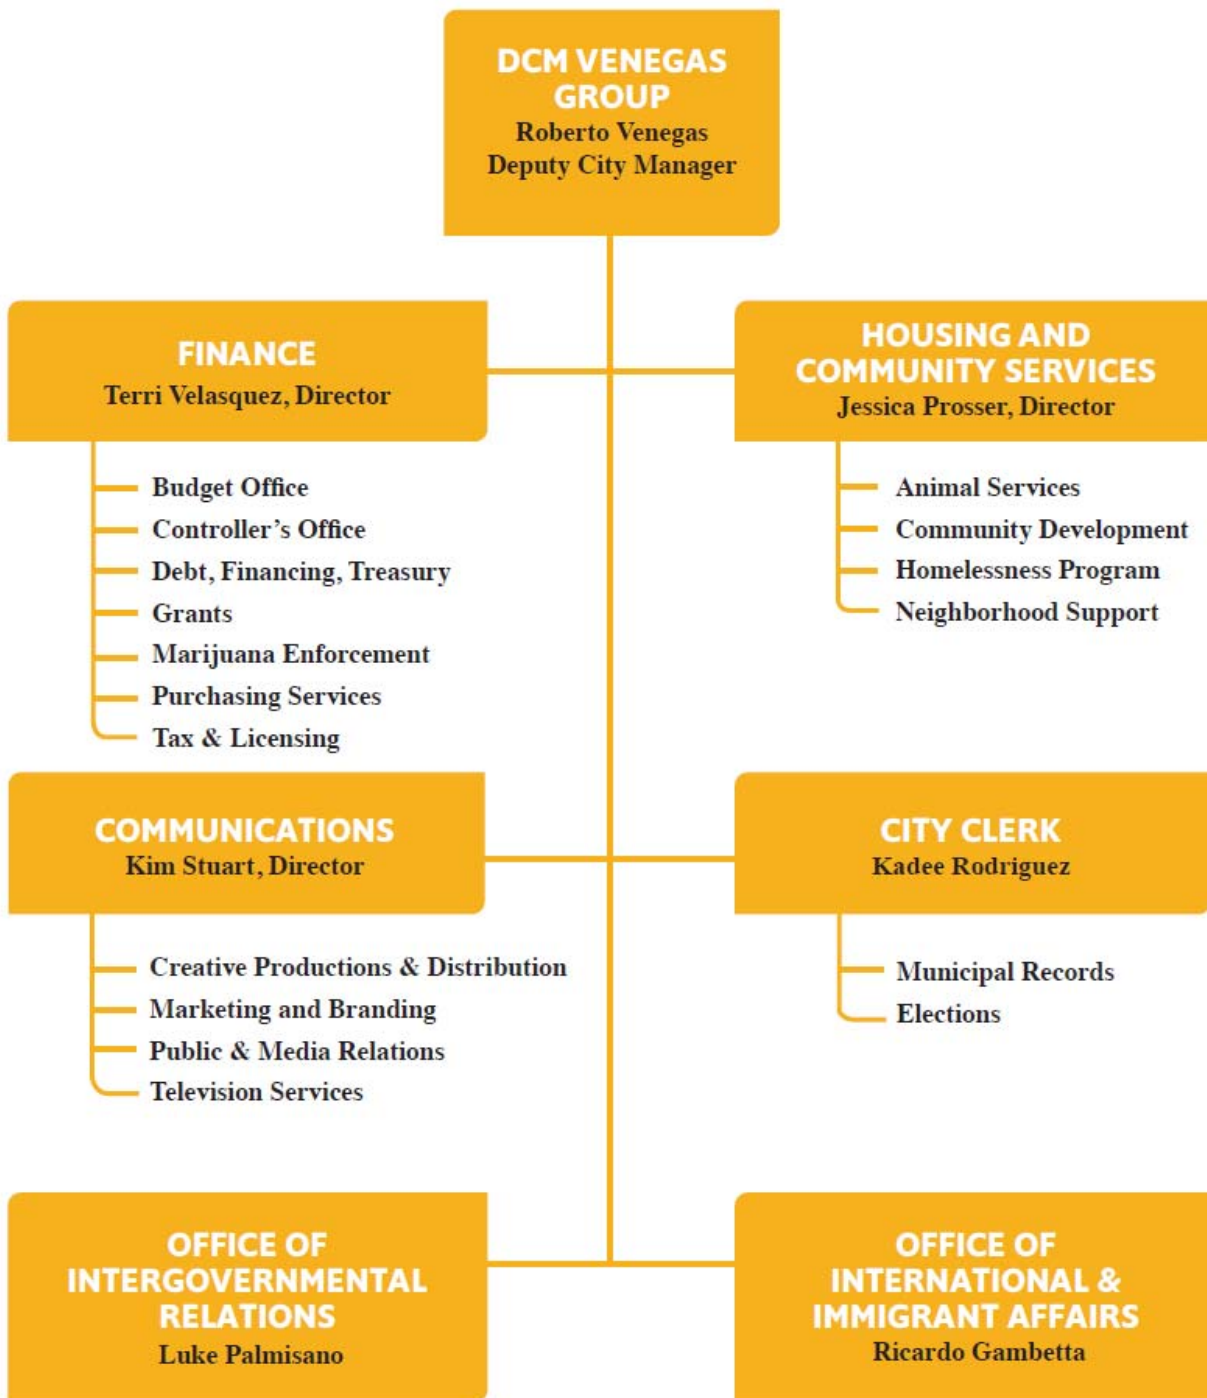 DCM VENEGAS
GROUP
Roberto Venegas
Deputy City Manager
FINANCE
Terri Velasquez, Director
Budget Office
Controller’s Office
Debt, Financing, Treasury
Grants
Marijuana Enforcement
Purchasing Services
Tax & Licensing
HOUSING AND
COMMUNITY SERVICES
Jessica Prosser, Director
Animal Services
Community Development
Homelessness Program
Neighborhood Support
COMMUNICATIONS
Kim Stuart, Director
Creative Productions & Distribution
Marketing and Branding
Public & Media Relations
Television Services
CITY CLERK
Kadee Rodriguez
Municipal Records
Elections
OFFICE OF
INTERGOVERNMENTAL
RELATIONS
Luke Palmisano
OFFICE OF
INTERNATIONAL &
IMMIGRANT AFFAIRS
Ricardo Gambetta